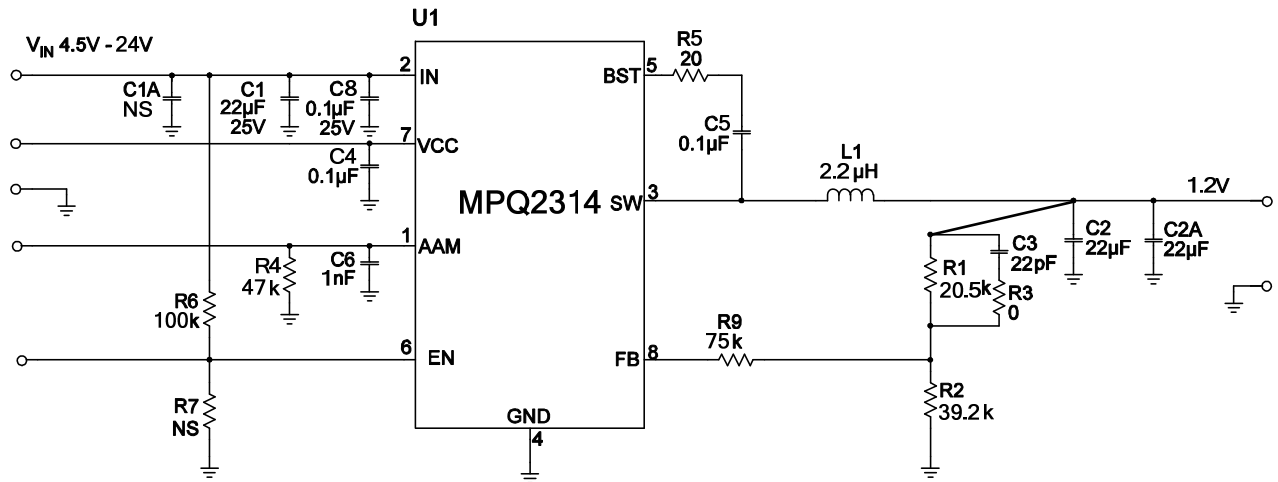 U1
V_IN 4.5V - 24V
C1A
NS
C1
22µF
25V
C8
0.1µF
25V
2
IN
7
VCC
C4
0.1µF
1
AAM
R4
47k
C6
1nF
R6
100k
6
EN
R7
NS
MPQ2314
GND
4
BST
5
R5
20
C5
0.1µF
SW
3
L1
2.2µH
1.2V
C3
22pF
R1
20.5k
R3
0
C2
22µF
C2A
22µF
FB
8
R9
75k
R2
39.2k